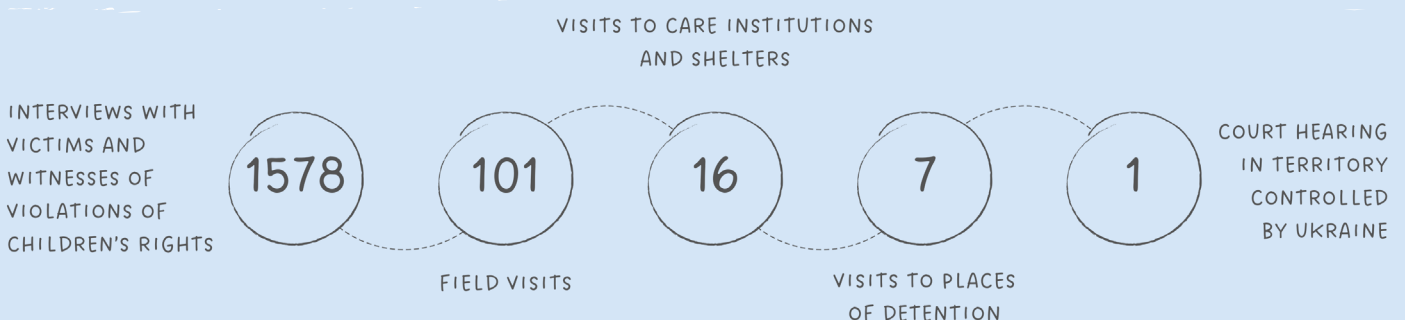 INTERVIEWS WITH
VICTIMS AND
WITNESSES OF
VIOLATIONS OF
CHILDREN'S RIGHTS
1578
101
FIELD VISITS
VISITS TO CARE INSTITUTIONS
AND SHELTERS
16
7
VISITS TO PLACES
OF DETENTION
1
COURT HEARING
IN TERRITORY
CONTROLLED
BY UKRAINE